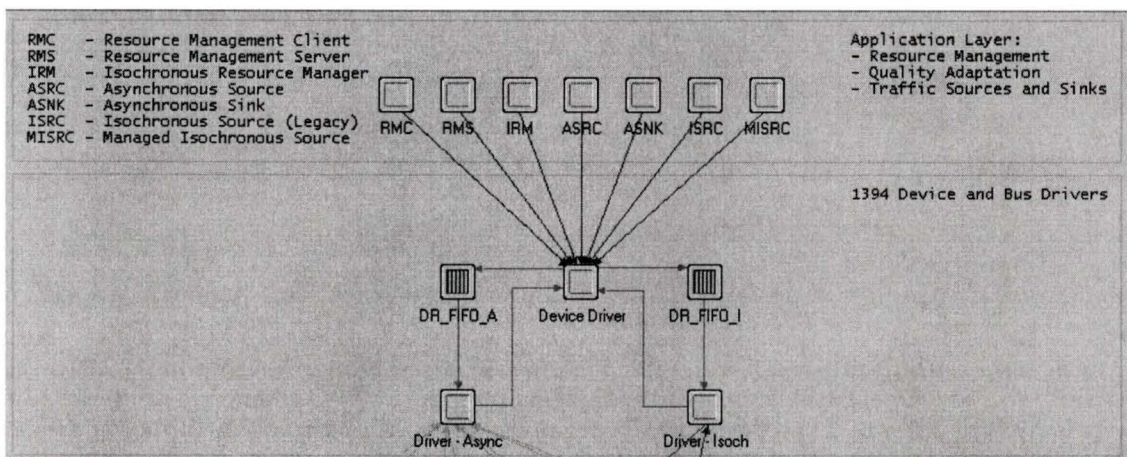 RMC - Resource Management Client
RMS - Resource Management Server
IRM - Isochronous Resource Manager
ASRC - Asynchronous Source
ASNK - Asynchronous Sink
ISRC - Isochronous Source (Legacy)
MISRC - Managed Isochronous Source
Application Layer:
- Resource Management
- Quality Adaptation
- Traffic Sources and Sinks
RMC RMS IRM ASRC ASNK ISRC MISRC
1394 Device and Bus Drivers
DR_FIFO_A Device Driver DR_FIFO_I
Driver - Async Driver - Isoch